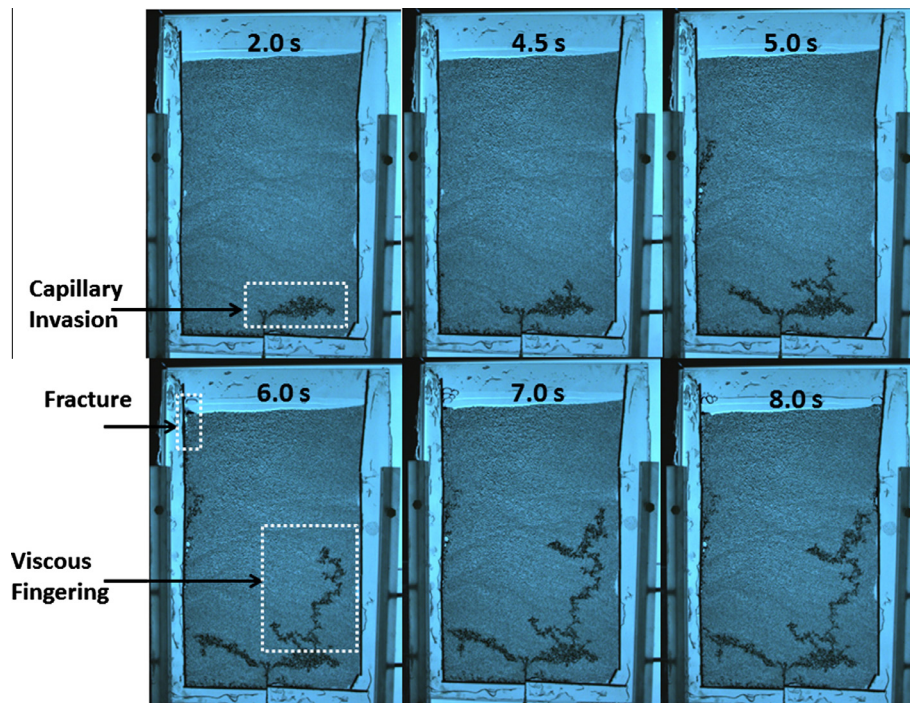 2.0 s
4.5 s
5.0 s
Capillary
Invasion
Fracture
6.0 s
7.0 s
8.0 s
Viscous
Fingering